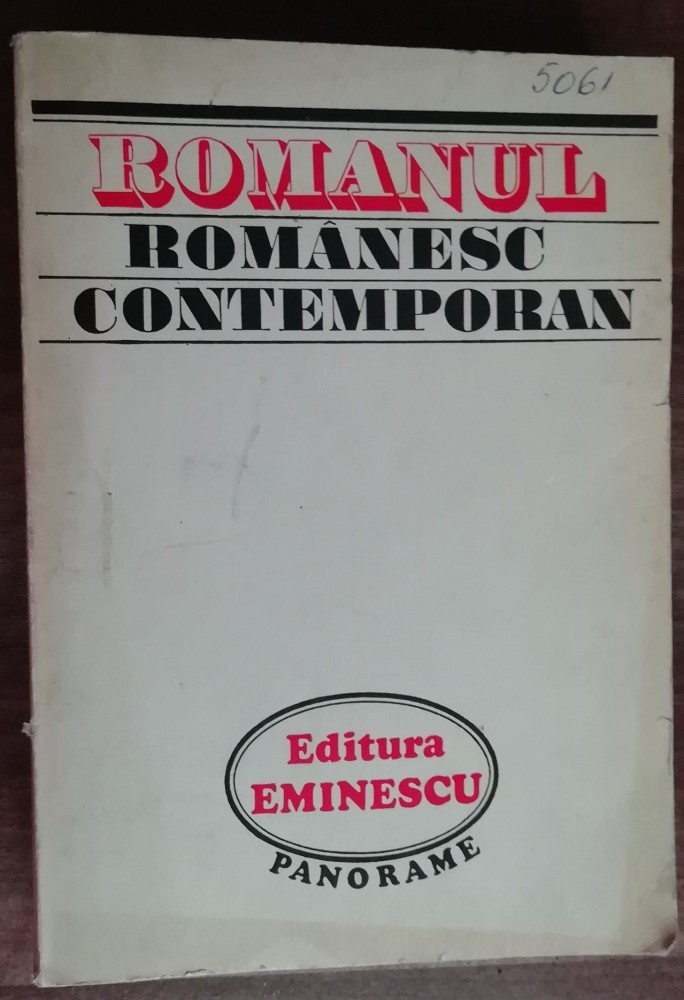 5061
ROMANUL
ROMÂNESC
CONTEMPORAN
Editura
EMINESCU
PANORAME